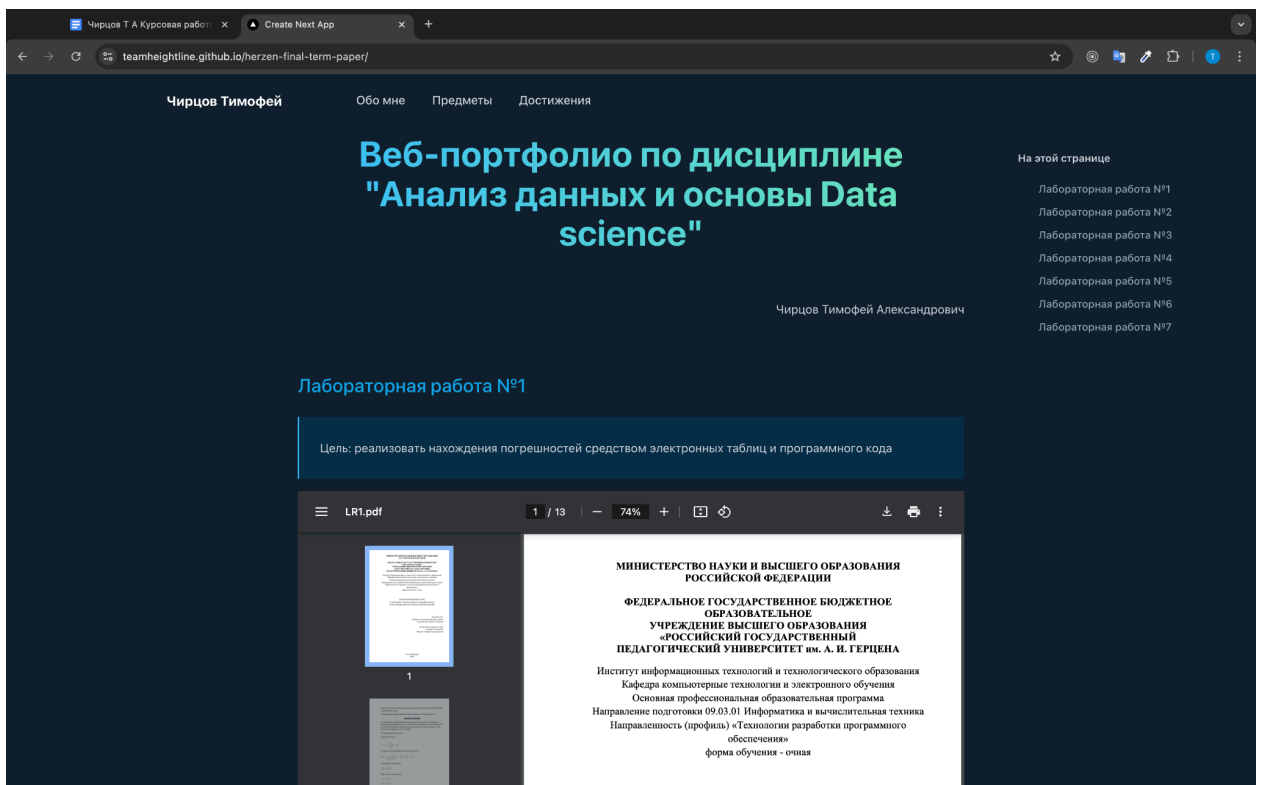 Чирцов Т А Курсовая работ
Create Next App
teamheightline.github.io/herzen-final-term-paper/
T
Чирцов Тимофей
Обо мне
Предметы
Достижения
Веб-портфолио по дисциплине
"Анализ данных и основы Data
science"
Чирцов Тимофей Александрович
На этой странице
Лабораторная работа №1
Лабораторная работа №2
Лабораторная работа №3
Лабораторная работа №4
Лабораторная работа №5
Лабораторная работа №6
Лабораторная работа №7
Лабораторная работа №1
Цель: реализовать нахождения погрешностей средством электронных таблиц и программного кода
LR1.pdf
1 / 13
74%
1
МИНИСТЕРСТВО НАУКИ И ВЫСШЕГО ОБРАЗОВАНИЯ
РОССИЙСКОЙ ФЕДЕРАЦИИ
ФЕДЕРАЛЬНОЕ ГОСУДАРСТВЕННОЕ БЮДЖЕТНОЕ
ОБРАЗОВАТЕЛЬНОЕ
УЧРЕЖДЕНИЕ ВЫСШЕГО ОБРАЗОВАНИЯ
«РОССИЙСКИЙ ГОСУДАРСТВЕННЫЙ
ПЕДАГОГИЧЕСКИЙ УНИВЕРСИТЕТ им. А. И. ГЕРЦЕНА
Институт информационных технологий и технологического образования
Кафедра компьютерные технологии и электронного обучения
Основная профессиональная образовательная программа
Направление подготовки 09.03.01 Информатика и вычислительная техника
Направленность (профиль) «Технологии разработки программного
обеспечения»
форма обучения - очная